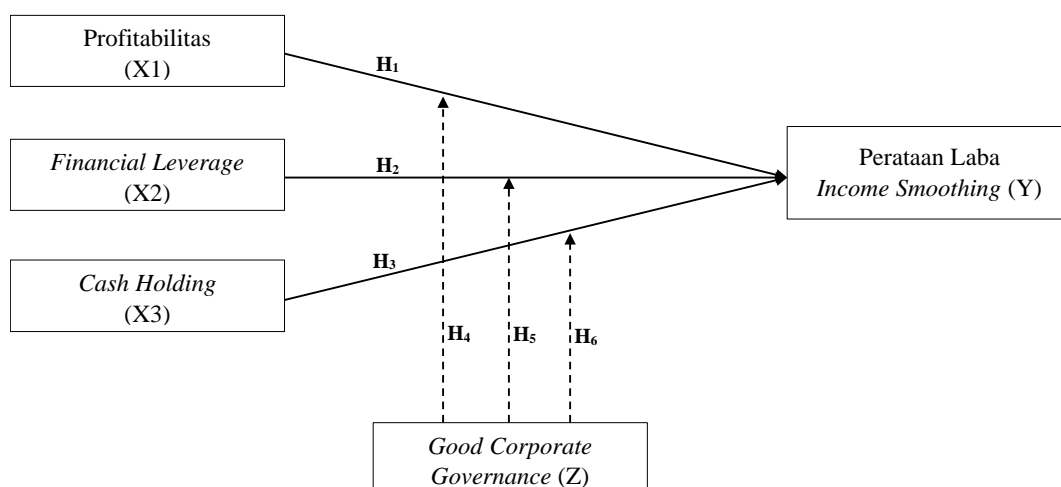 Profitabilitas
(X1)
H₁
Financial Leverage
(X2)
H₂
Perataan Laba
Income Smoothing (Y)
Cash Holding
(X3)
H₃
H₄
H₅
H₆
Good Corporate
Governance (Z)